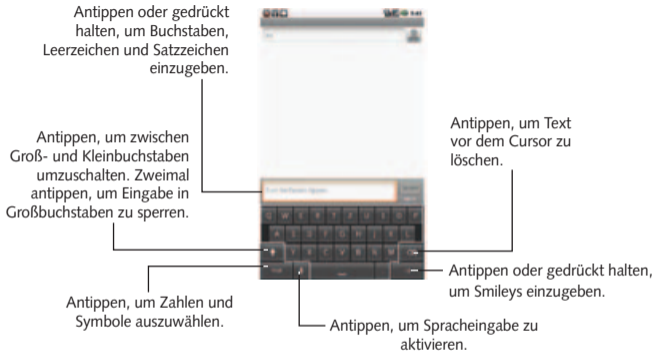 Antippen oder gedrückt
halten, um Buchstaben,
Leerzeichen und Satzzeichen
einzugeben.
Antippen, um zwischen
Groß- und Kleinbuchstaben
umzuschalten. Zweimal
antippen, um Eingabe in
Großbuchstaben zu sperren.
Antippen, um Text
vor dem Cursor zu
löschen.
Antippen oder gedrückt halten,
um Smileys einzugeben.
Antippen, um Zahlen und
Symbole auszuwählen.
Antippen, um Spracheingabe zu
aktivieren.